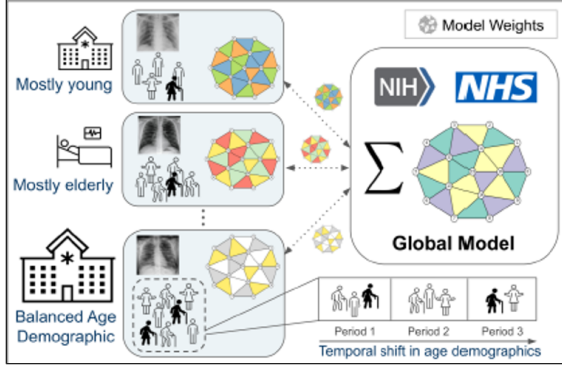 Model Weights
Mostly young
NIH
NHS
Mostly elderly
Σ
Global Model
Balanced Age
Demographic
Period 1
Period 2
Period 3
Temporal shift in age demographics